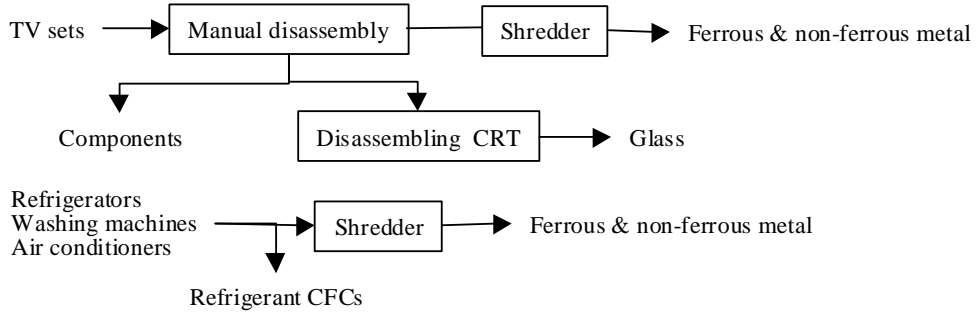 TV sets
Manual disassembly
Shredder
Ferrous & non-ferrous metal
Components
Disassembling CRT
Glass
Refrigerators
Washing machines
Air conditioners
Shredder
Ferrous & non-ferrous metal
Refrigerant CFCs